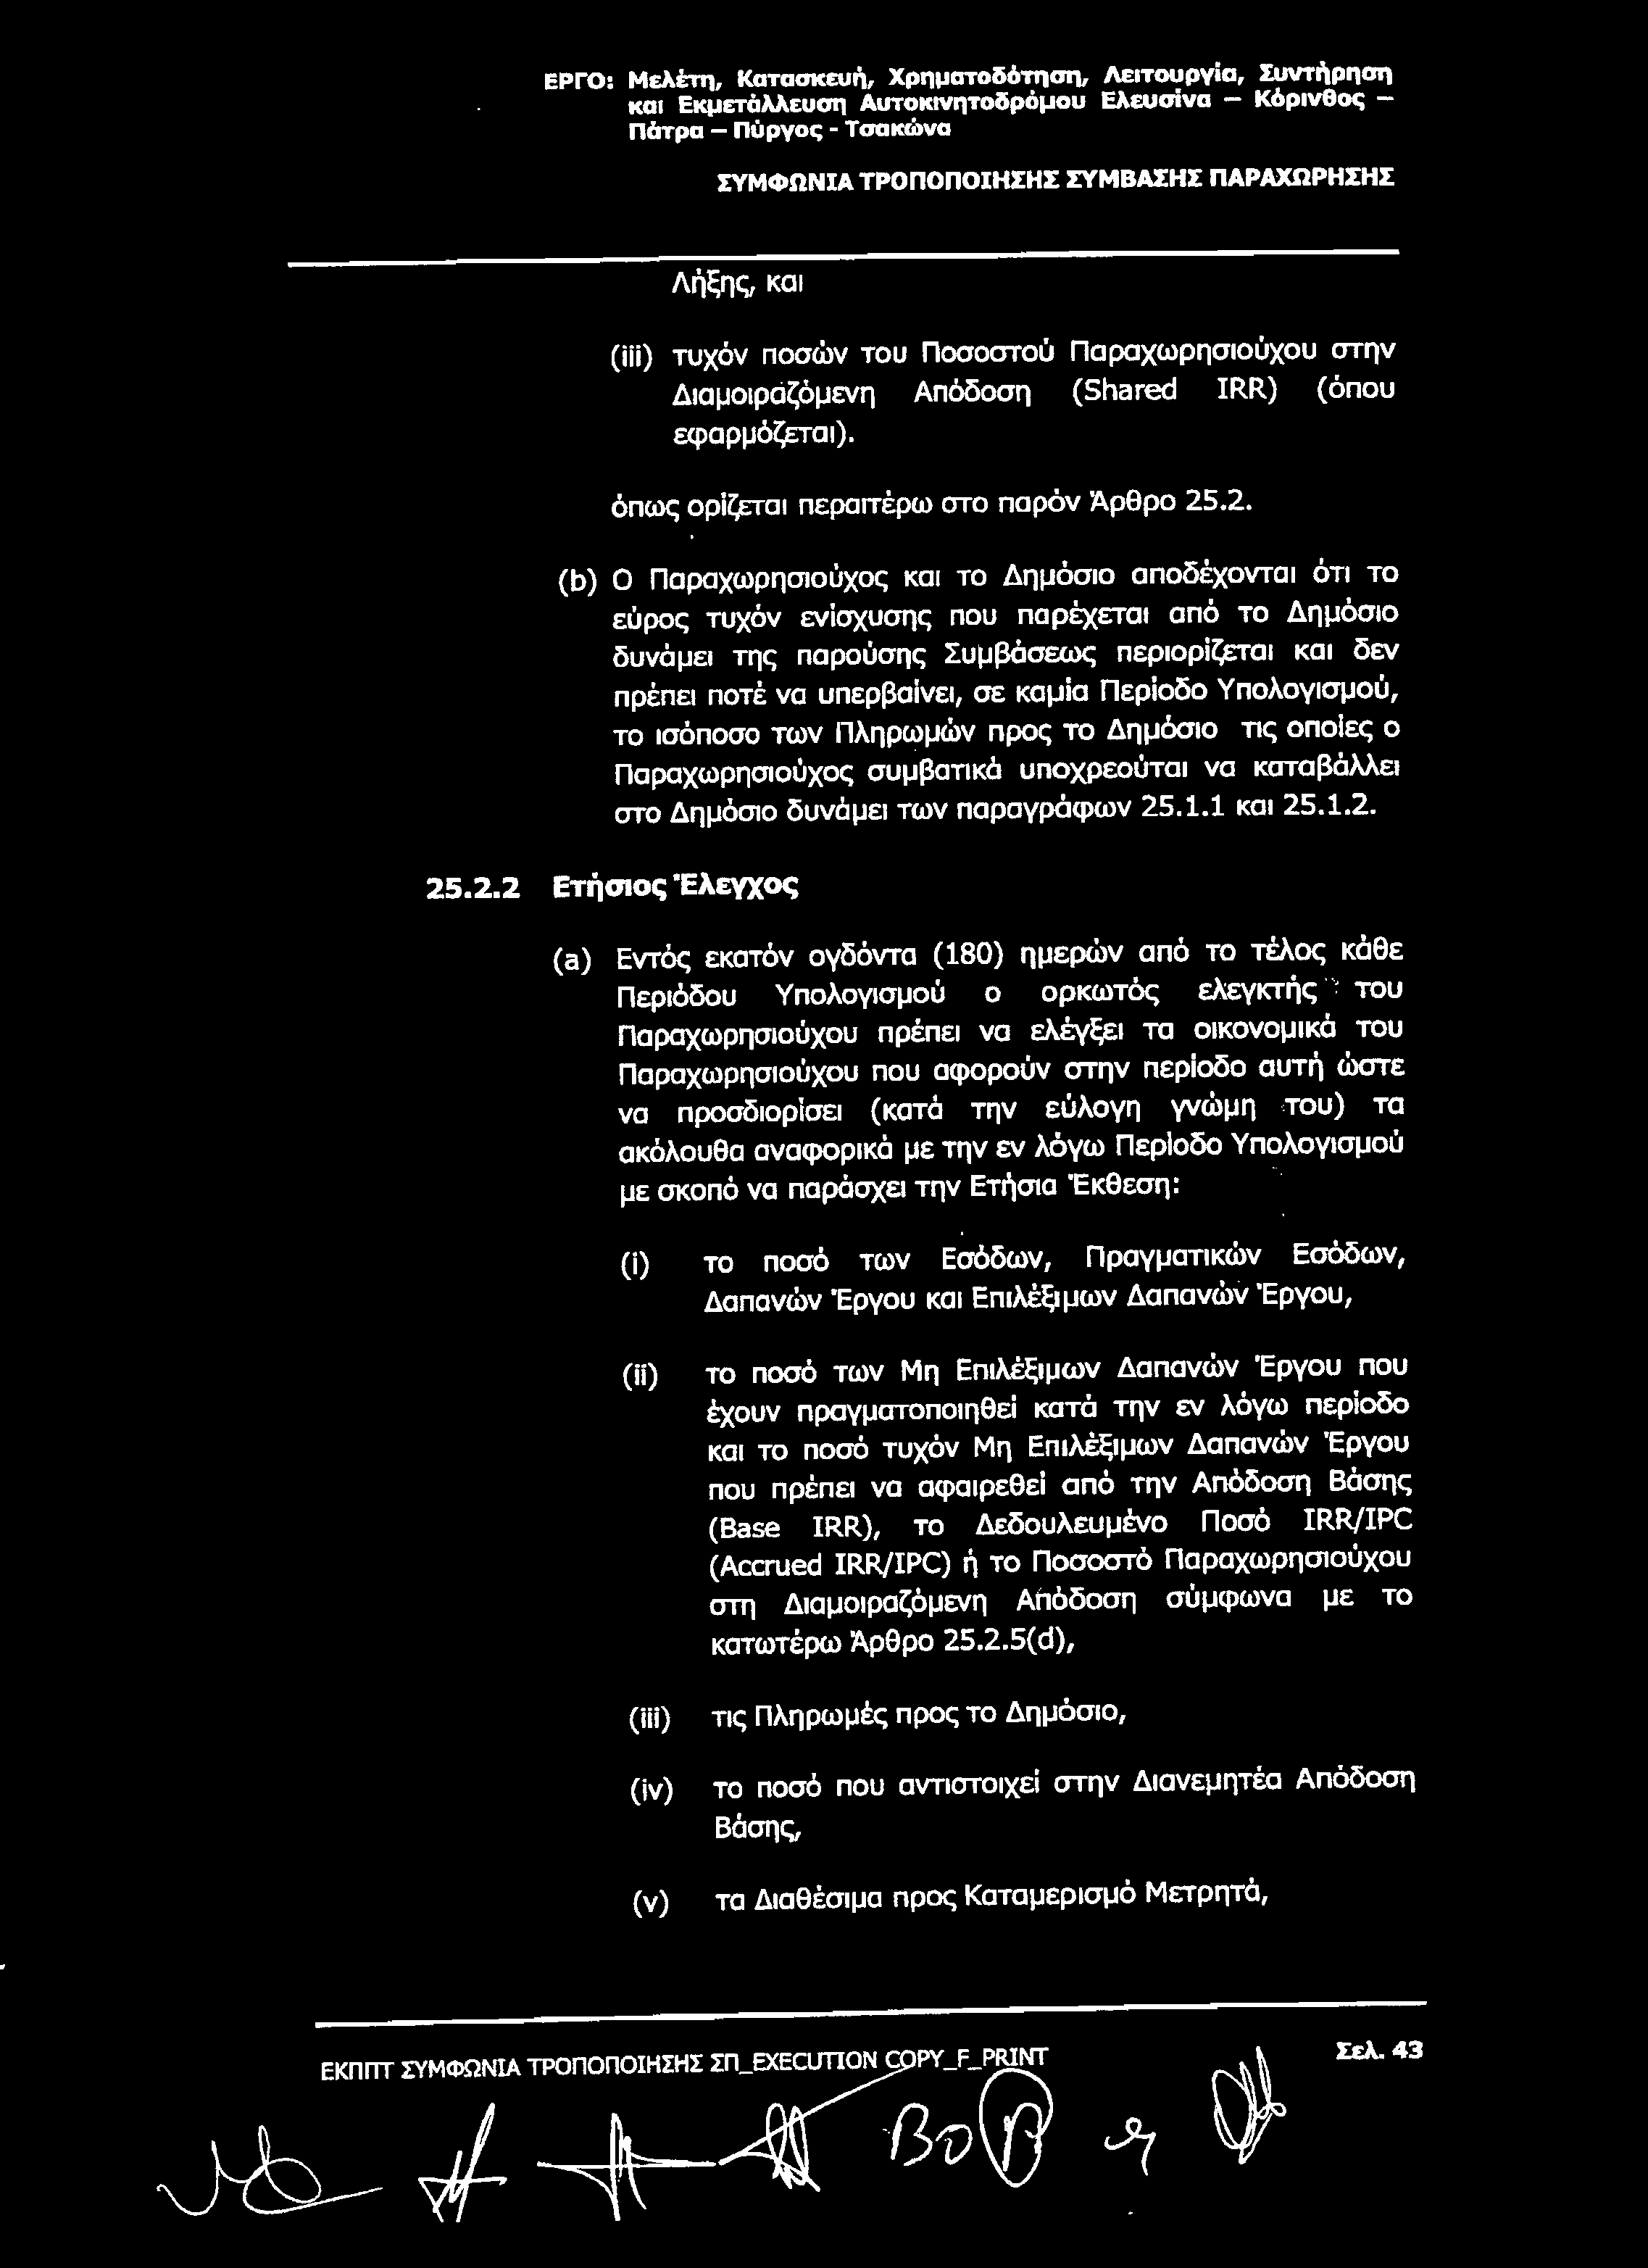 ΕΡΓΟ: Μελέτη, Κατασκευή, Χρηματοδότηση, Λειτουργία, Συντήρηση
και Εκμετάλλευση Αυτοκινητοδρόμου Ελευσίνα – Κόρινθος –
Πάτρα – Πύργος - Τσακώνα
ΣΥΜΦΩΝΙΑ ΤΡΟΠΟΠΟΙΗΣΗΣ ΣΥΜΒΑΣΗΣ ΠΑΡΑΧΩΡΗΣΗΣ
Λήξης, και
(iii) τυχόν ποσών του Ποσοστού Παραχωρησιούχου στην
Διαμοιραζόμενη Απόδοση (Shared IRR) (όπου
εφαρμόζεται).
όπως ορίζεται περαιτέρω στο παρόν Άρθρο 25.2.
(b) Ο Παραχωρησιούχος και το Δημόσιο αποδέχονται ότι το
εύρος τυχόν ενίσχυσης που παρέχεται από το Δημόσιο
δυνάμει της παρούσης Συμβάσεως περιορίζεται και δεν
πρέπει ποτέ να υπερβαίνει, σε καμία Περίοδο Υπολογισμού,
το ισόποσο των Πληρωμών προς το Δημόσιο τις οποίες ο
Παραχωρησιούχος συμβατικά υποχρεούται να καταβάλλει
στο Δημόσιο δυνάμει των παραγράφων 25.1.1 και 25.1.2.
25.2.2 Ετήσιος Έλεγχος
(a) Εντός εκατόν ογδόντα (180) ημερών από το τέλος κάθε
Περιόδου Υπολογισμού ο ορκωτός ελεγκτής του
Παραχωρησιούχου πρέπει να ελέγξει τα οικονομικά του
Παραχωρησιούχου που αφορούν στην περίοδο αυτή ώστε
να προσδιορίσει (κατά την εύλογη γνώμη του) τα
ακόλουθα αναφορικά με την εν λόγω Περίοδο Υπολογισμού
με σκοπό να παράσχει την Ετήσια Έκθεση:
(i) το ποσό των Εσόδων, Πραγματικών Εσόδων,
Δαπανών Έργου και Επιλέξιμων Δαπανών Έργου,
(ii) το ποσό των Μη Επιλέξιμων Δαπανών Έργου που
έχουν πραγματοποιηθεί κατά την εν λόγω περίοδο
και το ποσό τυχόν Μη Επιλέξιμων Δαπανών Έργου
που πρέπει να αφαιρεθεί από την Απόδοση Βάσης
(Base IRR), το Δεδουλευμένο Ποσό IRR/IPC
(Accrued IRR/IPC) ή το Ποσοστό Παραχωρησιούχου
στη Διαμοιραζόμενη Απόδοση σύμφωνα με το
κατωτέρω Άρθρο 25.2.5(d),
(iii) τις Πληρωμές προς το Δημόσιο,
(iv) το ποσό που αντιστοιχεί στην Διανεμητέα Απόδοση
Βάσης,
(v) τα Διαθέσιμα προς Καταμερισμό Μετρητά,
ΕΚΠΠΤ ΣΥΜΦΩΝΙΑ ΤΡΟΠΟΠΟΙΗΣΗΣ ΣΠ_EXECUTION COPY_F_PRINT Σελ. 43